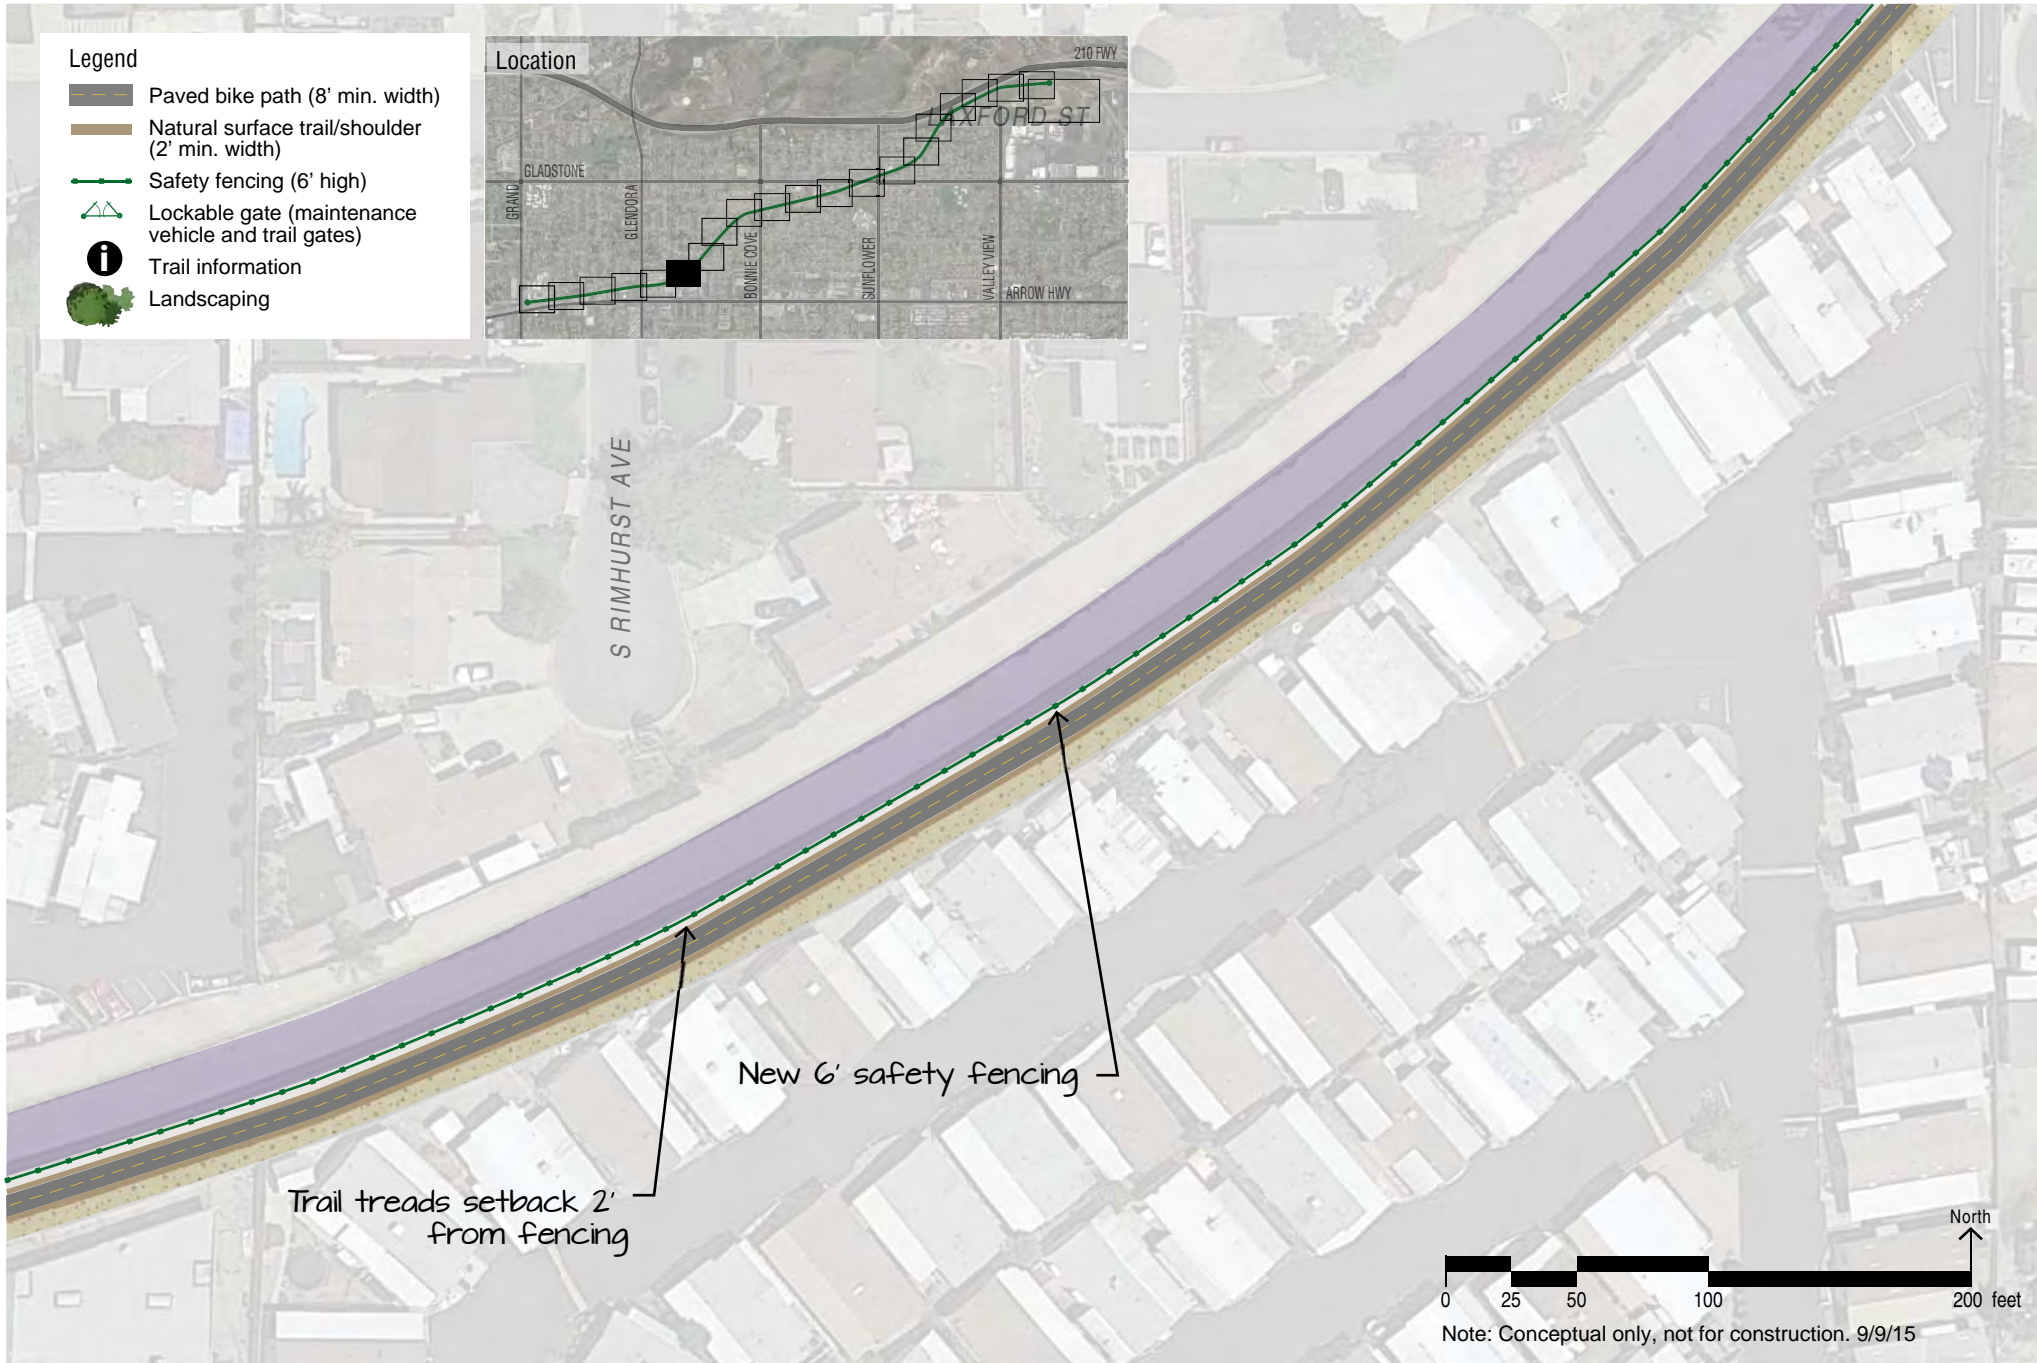 Legend
Paved bike path (8' min. width)
Natural surface trail/shoulder
(2' min. width)
Safety fencing (6' high)
Lockable gate (maintenance
vehicle and trail gates)
i
Trail information
Landscaping
Location
210 FWY
LAXFORD ST
GLADSTONE
GRAND
GLENDORA
BONNIE COVE
SUNFLOWER
VALLEY VIEW
ARROW HWY
S RIMHURST AVE
New 6' safety fencing
Trail treads setback 2'
from fencing
North
0 25 50 100 200 feet
Note: Conceptual only, not for construction. 9/9/15